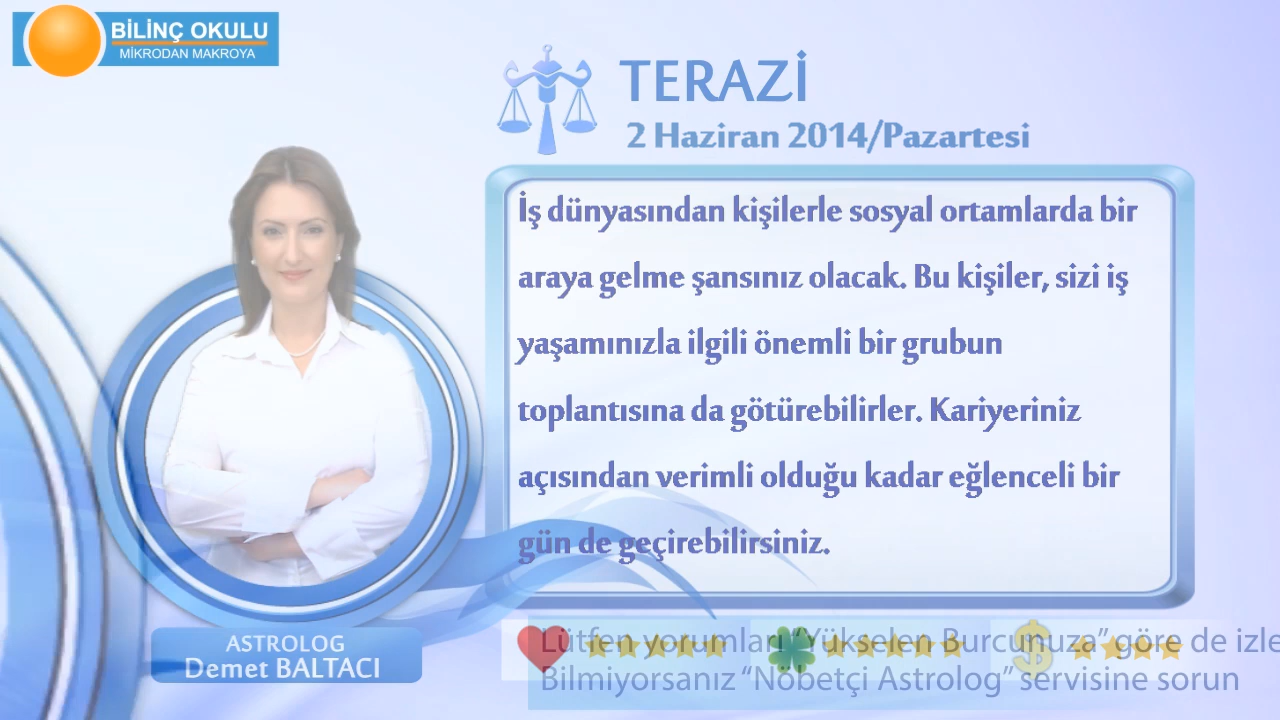 BİLİNÇ OKULU
MİKRODAN MAKROYA
TERAZİ
2 Haziran 2014/Pazartesi
İş dünyasından kişilerle sosyal ortamlarda bir
araya gelme şansınız olacak. Bu kişiler, sizi iş
yaşamınızla ilgili önemli bir grubun
toplantısına da götürebilirler. Kariyeriniz
açısından verimli olduğu kadar eğlenceli bir
gün de geçirebilirsiniz.
ASTROLOG
Demet BALTACI
Lütfen yorumları “Yükselen Burcunuza” göre de izle
Bilmiyorsanız “Nöbetçi Astrolog” servisine sorun